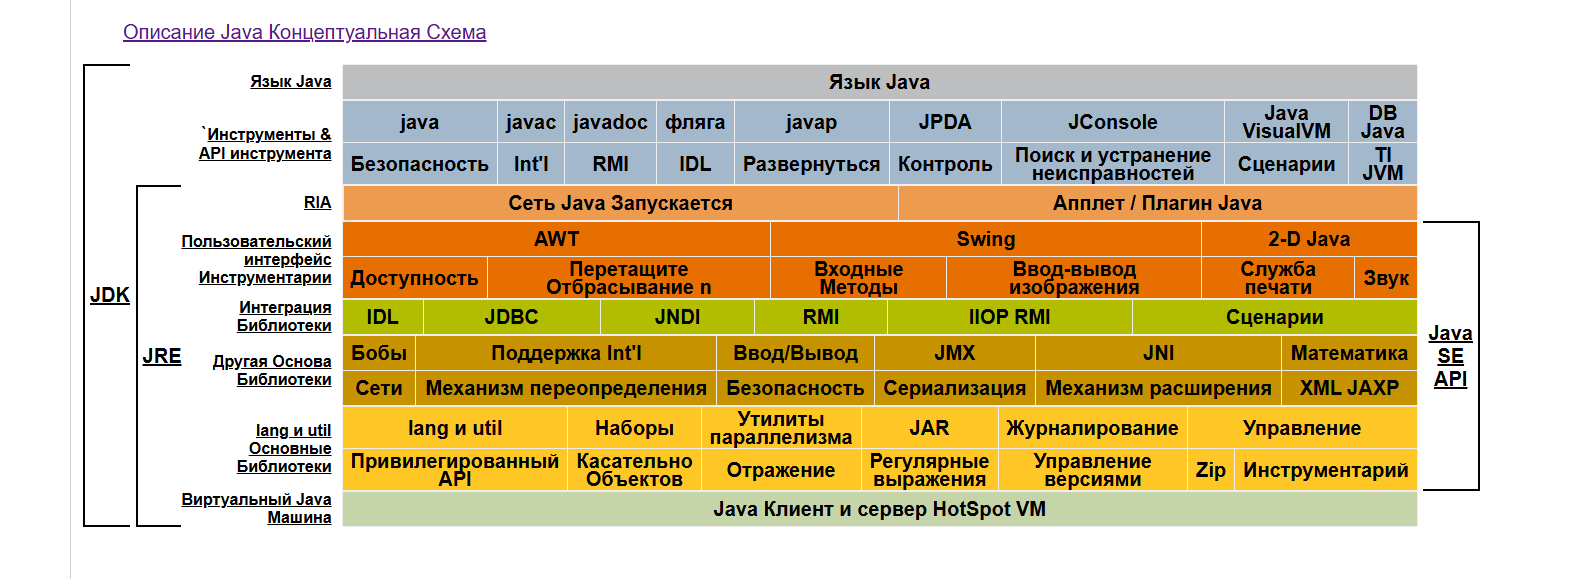 Описание Java Концептуальная Схема
Язык Java
Язык Java
`Инструменты &
API инструмента
java javac javadoc фляга javap JPDA JConsole Java VisualVM DB Java
Безопасность Int'l RMI IDL Развернуться Контроль Поиск и устранение неисправностей Сценарии TI JVM
RIA
Сеть Java Запускается Апплет / Плагин Java
Пользовательский
интерфейс
Инструментарии
AWT Swing 2-D Java
Доступность Перетащите Отбрасывание n Входные Методы Ввод-вывод изображения Служба печати Звук
JDK
Интеграция
Библиотеки
IDL JDBC JNDI RMI IIOP RMI Сценарии
JRE
Другая Основа
Библиотеки
Бобы Поддержка Int'l Ввод/Вывод JMX JNI Математика
Сети Механизм переопределения Безопасность Сериализация Механизм расширения XML JAXP
Java
SE
API
lang и util
Основные
Библиотеки
lang и util Наборы Утилиты параллелизма JAR Журналирование Управление
Привилегированный API Касательно Объектов Отражение Регулярные выражения Управление версиями Zip Инструментарий
Виртуальный Java
Машина
Java Клиент и сервер HotSpot VM